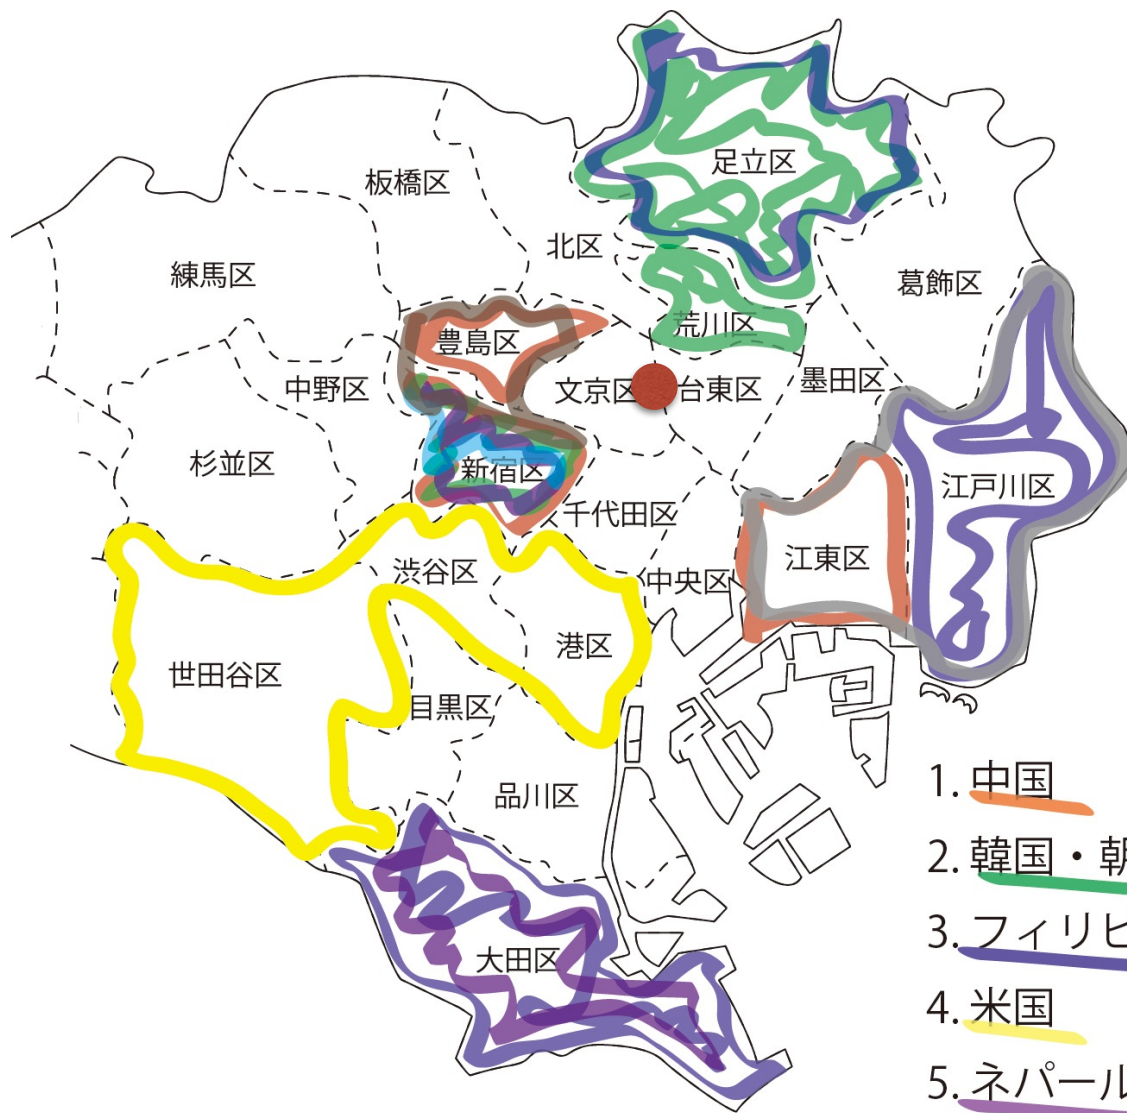 足立区
板橋区
北区
練馬区
葛飾区
荒川区
豊島区
中野区
文京区
台東区
墨田区
杉並区
新宿区
江戸川区
千代田区
江東区
渋谷区
中央区
港区
世田谷区
目黒区
品川区
大田区
1. 中国
2. 韓国・朝
3. フィリピ
4. 米国
5. ネパール